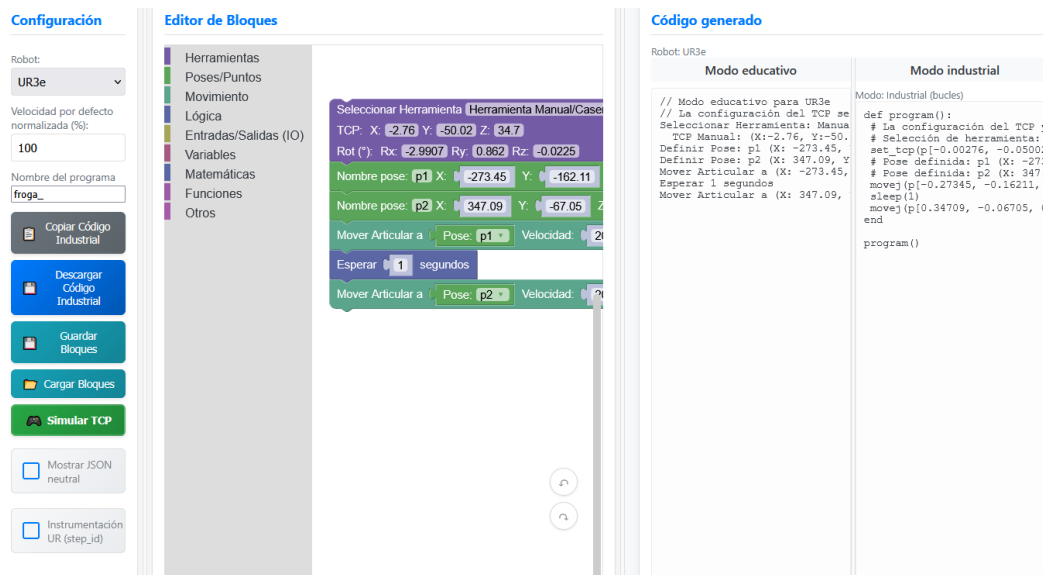 Configuración
Robot:
UR3e
Velocidad por defecto
normalizada (%):
100
Nombre del programa
froga_
Copiar Código
Industrial
Descargar
Código
Industrial
Guardar
Bloques
Cargar Bloques
Simular TCP
Mostrar JSON
neutral
Instrumentación
UR (step_id)
Editor de Bloques
Herramientas
Poses/Puntos
Movimiento
Lógica
Entradas/Salidas (IO)
Variables
Matemáticas
Funciones
Otros
Seleccionar Herramienta Herramienta Manual/Caser
TCP: X: -2.76 Y: -50.02 Z: 34.7
Rot (°): Rx: -2.9907 Ry: 0.862 Rz: -0.0225
Nombre pose: p1 X: -273.45 Y: -162.11
Nombre pose: p2 X: 347.09 Y: -67.05 Z
Mover Articular a Pose: p1 Velocidad: 20
Esperar 1 segundos
Mover Articular a Pose: p2 Velocidad: 20
Código generado
Robot: UR3e
Modo educativo
// Modo educativo para UR3e
// La configuración del TCP se
Seleccionar Herramienta: Manua
TCP Manual: (X:-2.76, Y:-50.
Definir Pose: p1 (X: -273.45,
Definir Pose: p2 (X: 347.09, Y
Mover Articular a (X: -273.45,
Esperar 1 segundos
Mover Articular a (X: 347.09,
Modo industrial
Modo: Industrial (bucles)
def program():
# La configuración del TCP y
# Selección de herramienta:
set_tcp(p[-0.00276, -0.05002
# Pose definida: p1 (X: -273
# Pose definida: p2 (X: 347
movej(p[-0.27345, -0.16211,
sleep(1)
movej(p[0.34709, -0.06705, 0
end
program()